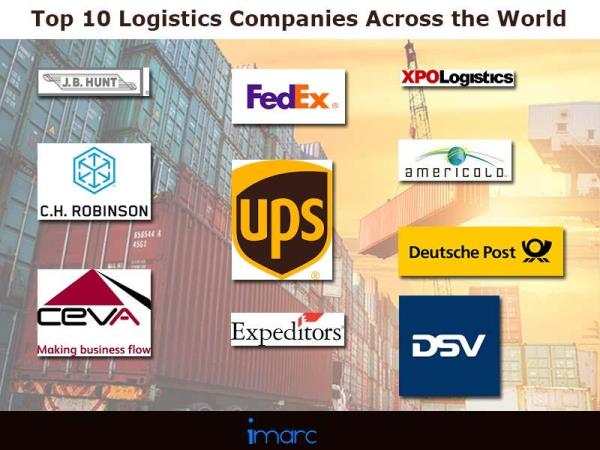 Top 10 Logistics Companies Across the World
J.B. HUNT
FedEx®
XPOLogistics
C.H. ROBINSON
ups
®
AMERICOLD
Deutsche Post
CEVA
Making business flow
Expeditors®
DSV
imarc